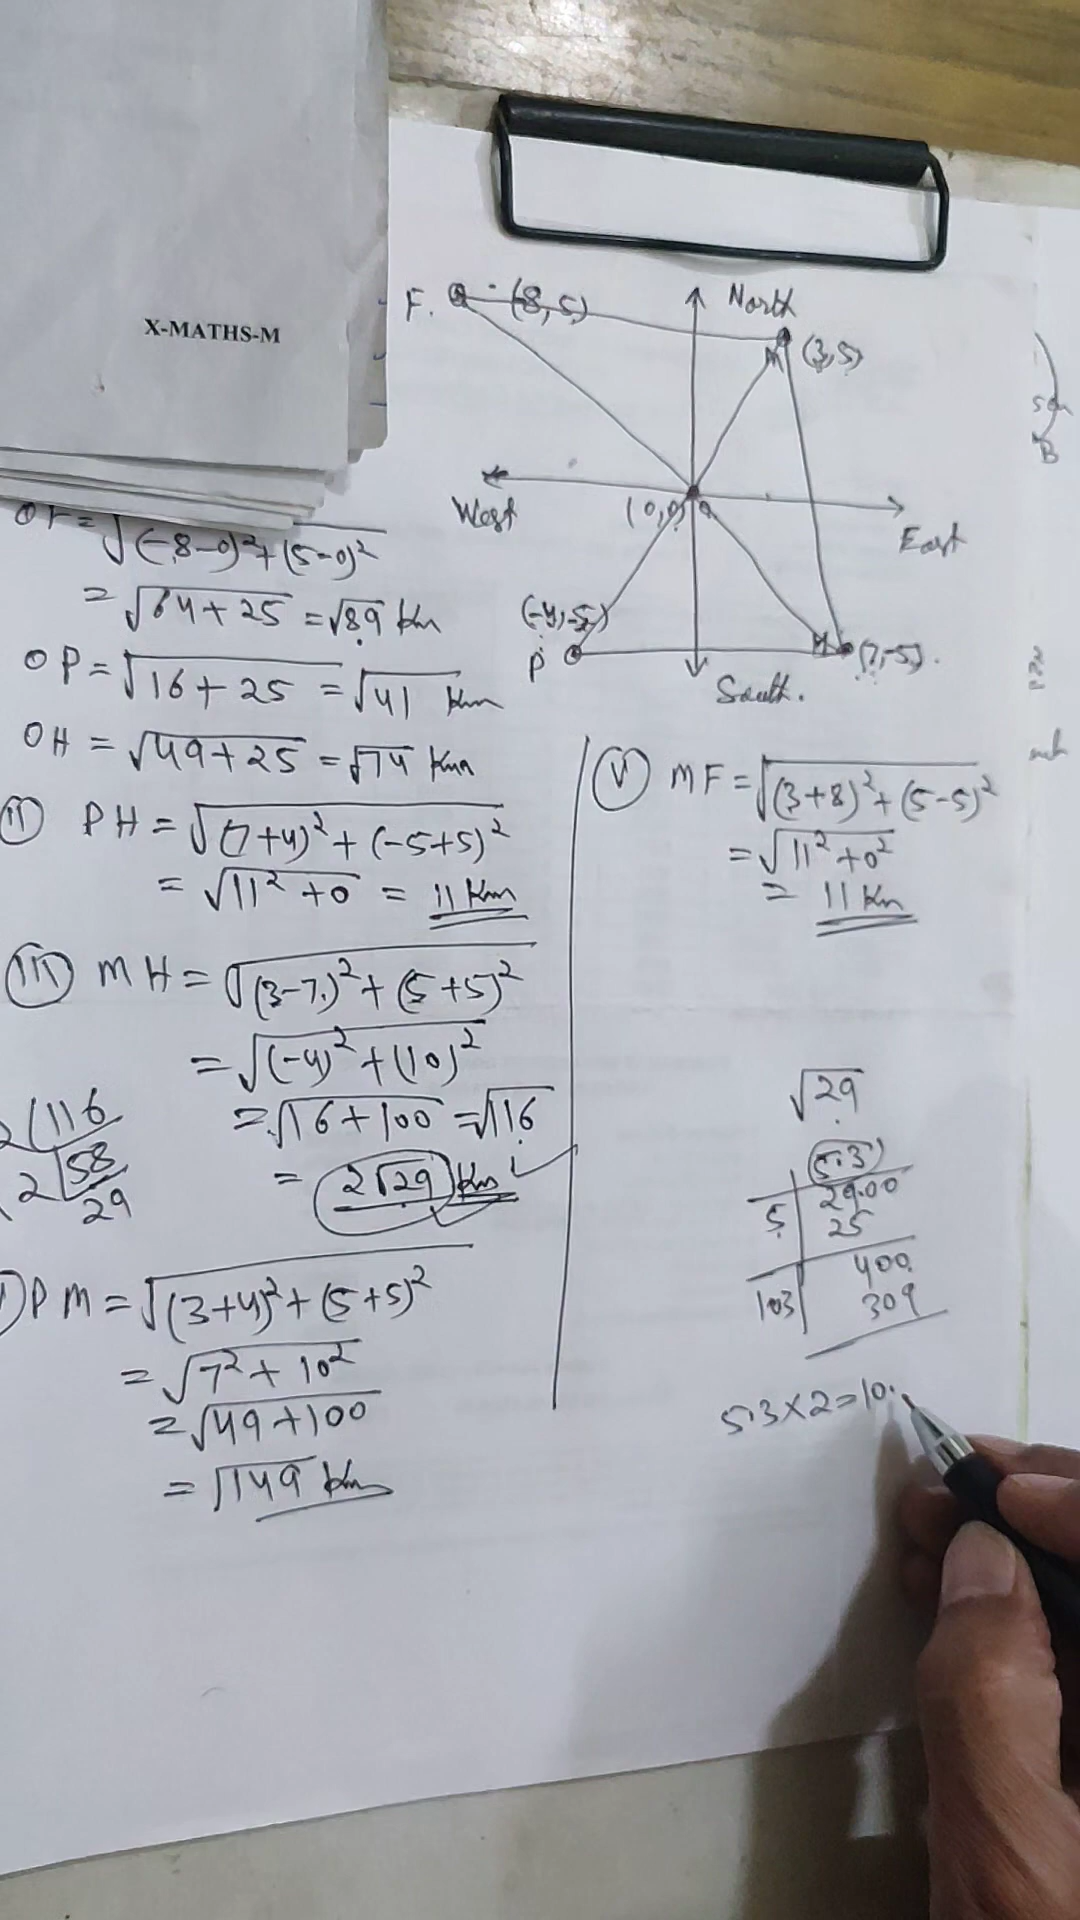 X-MATHS-M
F. (-8, 5)
North
M (3, 5)
West
(0,0)
East
(-4, -5)
P
H (7, -5).
South.
= √(-8-0)² + (5-0)²
= √64+25 = √89 Km
OP = √16+25 = √41 Km
OH = √49+25 = √74 Km
(II) PH = √(7+4)² + (-5+5)²
= √11² +0 = 11 Km
(III) MH = √(3-7)² + (5+5)²
= √(-4)² + (10)²
= √16+100 = √116
= 2√29 Km
2 | 116
2 | 58
29
PM = √(3+4)² + (5+5)²
= √7² + 10²
= √49+100
= √149 Km
(V) MF = √(3+8)² + (5-5)²
= √11² + 0²
= 11 Km
√29
5.3
5 | 29.00
25
400
103 | 309
5.3×2=10.